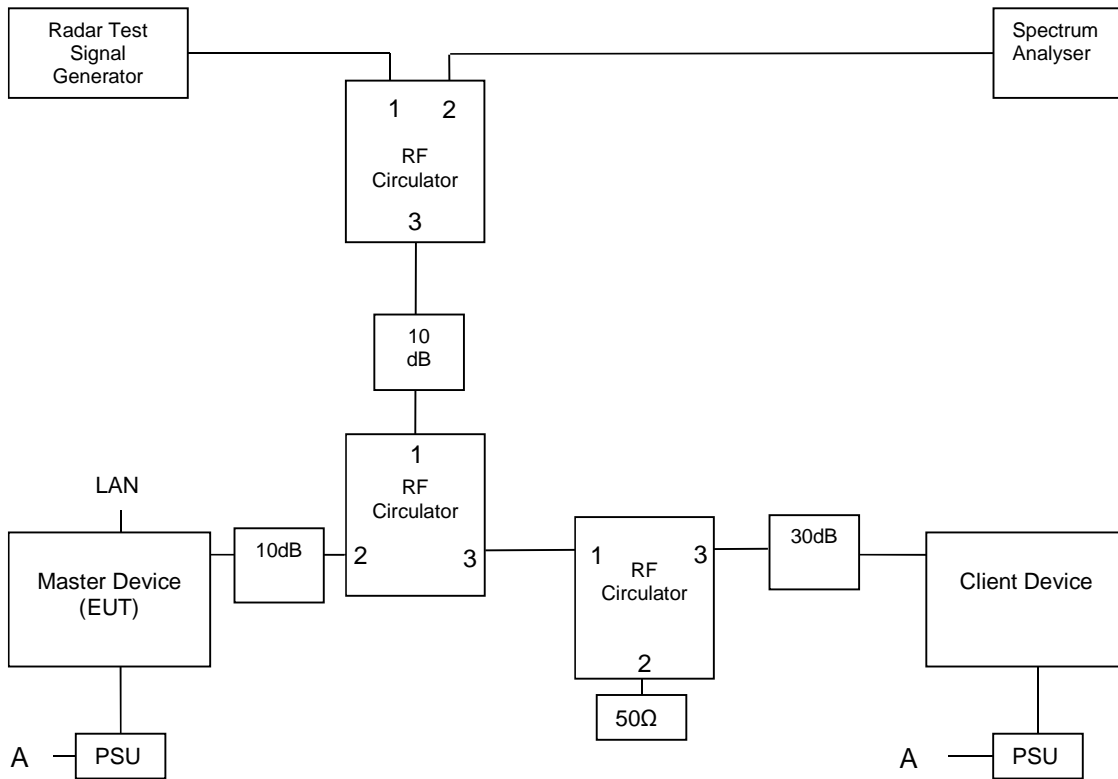 Radar Test
Signal
Generator
Spectrum
Analyser
1 2
RF
Circulator
3
10
dB
1
RF
Circulator
2
3
LAN
Master Device
(EUT)
10dB
1
3
RF
Circulator
2
50Ω
30dB
Client Device
A
PSU
A
PSU